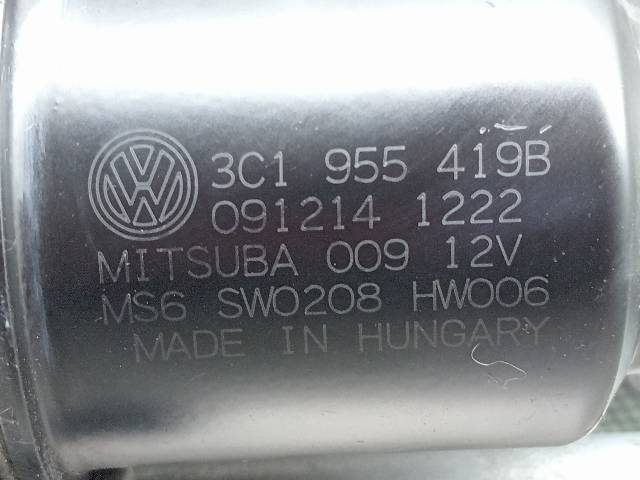 3C1 955 419B
091214 1222
MITSUBA 009 12V
MS6 SW0208 HW006
MADE IN HUNGARY